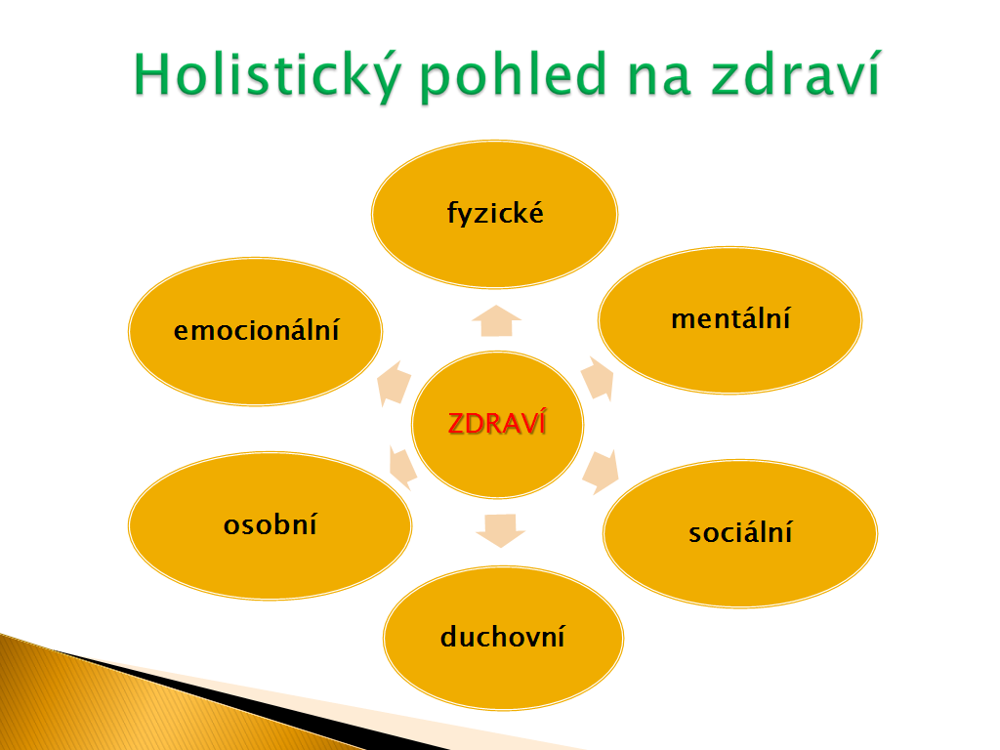 Holistický pohled na zdraví
fyzické
mentální
sociální
duchovní
osobní
emocionální
ZDRAVÍ